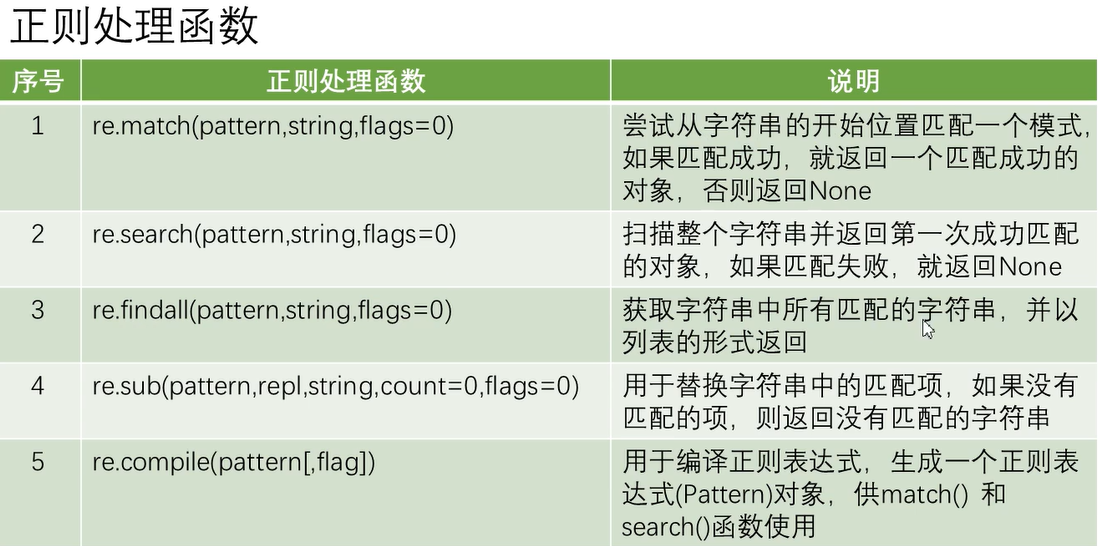 正则处理函数
序号 正则处理函数 说明
1 re.match(pattern,string,flags=0) 尝试从字符串的开始位置匹配一个模式,
如果匹配成功，就返回一个匹配成功的
对象，否则返回None
2 re.search(pattern,string,flags=0) 扫描整个字符串并返回第一次成功匹配
的对象，如果匹配失败，就返回None
3 re.findall(pattern,string,flags=0) 获取字符串中所有匹配的字符串，并以
列表的形式返回
4 re.sub(pattern,repl,string,count=0,flags=0) 用于替换字符串中的匹配项，如果没有
匹配的项，则返回没有匹配的字符串
5 re.compile(pattern[,flag]) 用于编译正则表达式，生成一个正则表
达式(Pattern)对象，供match() 和
search()函数使用